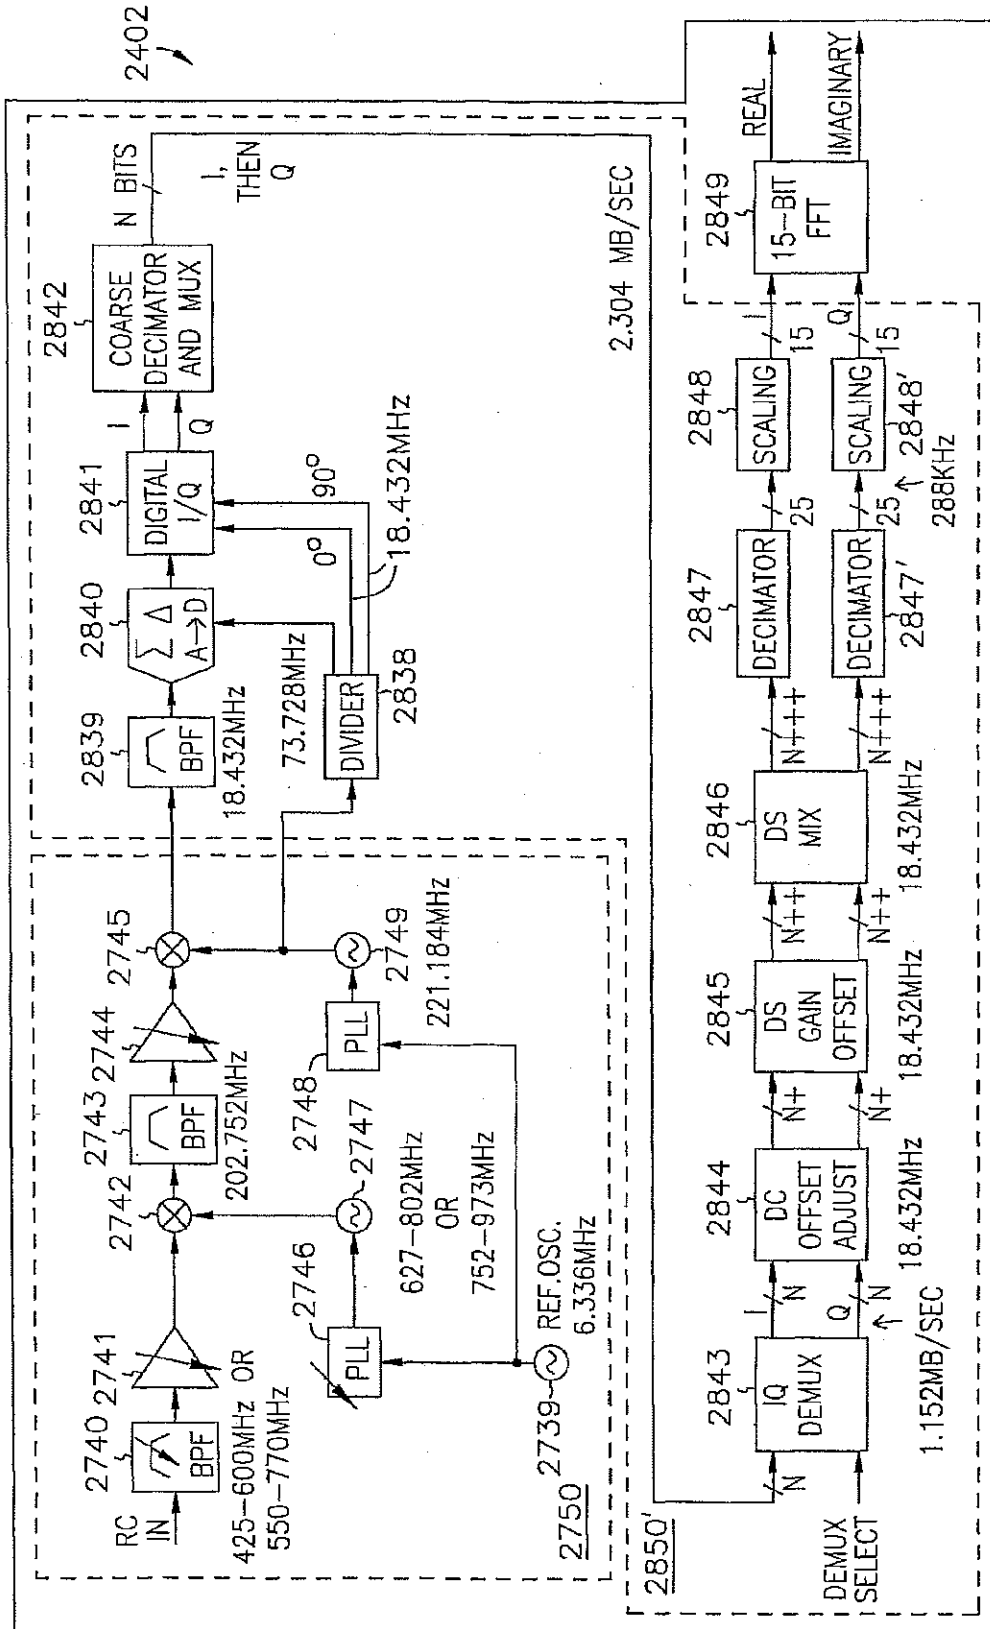 2402
RC
IN
2740
BPF
425-600MHz OR
550-770MHz
2741
2742
2743
BPF
202.752MHz
2744
2745
2746
PLL
2747
627-802MHz
OR
752-973MHz
2748
PLL
2749
221.184MHz
2739
REF.OSC.
6.336MHz
2750
2839
BPF
18.432MHz
2840
Σ Δ
A→D
2841
DIGITAL
I/Q
I
Q
2842
COARSE
DECIMATOR
AND MUX
N BITS
I,
THEN
Q
73.728MHz
DIVIDER
2838
0°
90°
18.432MHz
2.304 MB/SEC
2850'
DEMUX
SELECT
N
2843
IQ
DEMUX
I
N
Q
N
1.152MB/SEC
2844
DC
OFFSET
ADJUST
18.432MHz
N+
N+
2845
DS
GAIN
OFFSET
18.432MHz
N++
N++
2846
DS
MIX
18.432MHz
N+++
N+++
2847
DECIMATOR
DECIMATOR
2847'
25
25
288KHz
2848
SCALING
SCALING
2848'
I
15
Q
15
2849
15-BIT
FFT
REAL
IMAGINARY